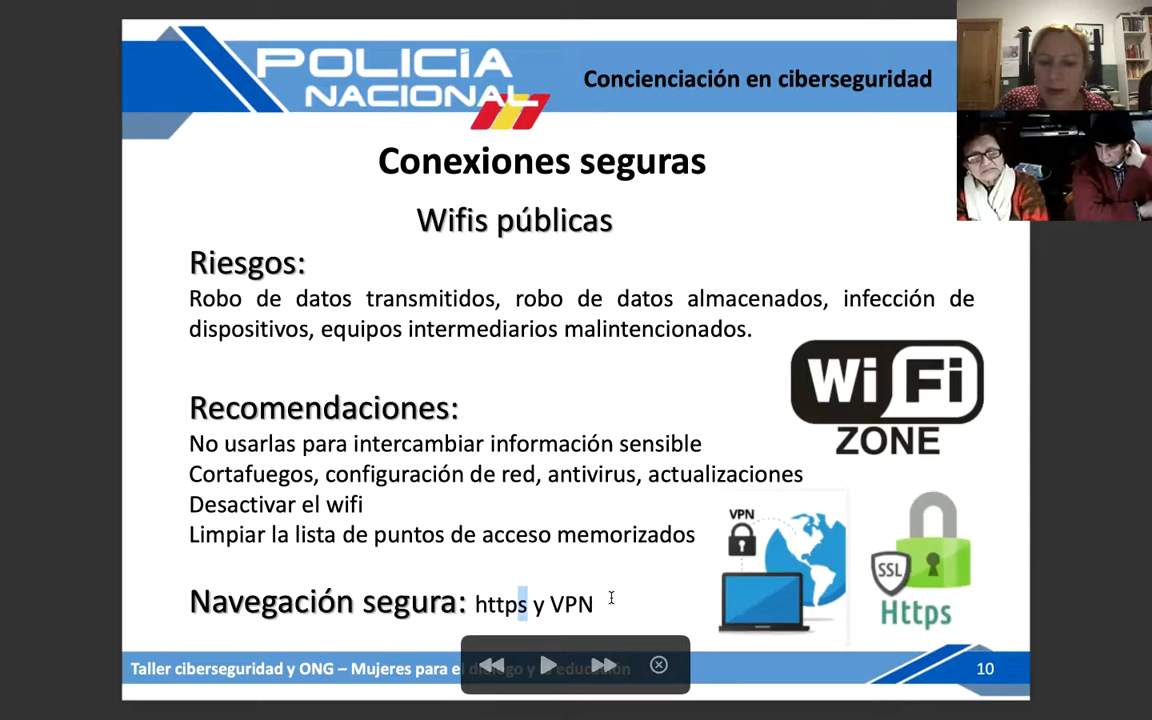 POLICÍA
NACIONAL
Concienciación en ciberseguridad
Conexiones seguras
Wifis públicas
Riesgos:
Robo de datos transmitidos, robo de datos almacenados, infección de
dispositivos, equipos intermediarios malintencionados.
Wi Fi
ZONE
Recomendaciones:
No usarlas para intercambiar información sensible
Cortafuegos, configuración de red, antivirus, actualizaciones
Desactivar el wifi
Limpiar la lista de puntos de acceso memorizados
VPN
SSL
Https
Navegación segura: https y VPN
Taller ciberseguridad y ONG – Mujeres para el diálogo y la educación
10